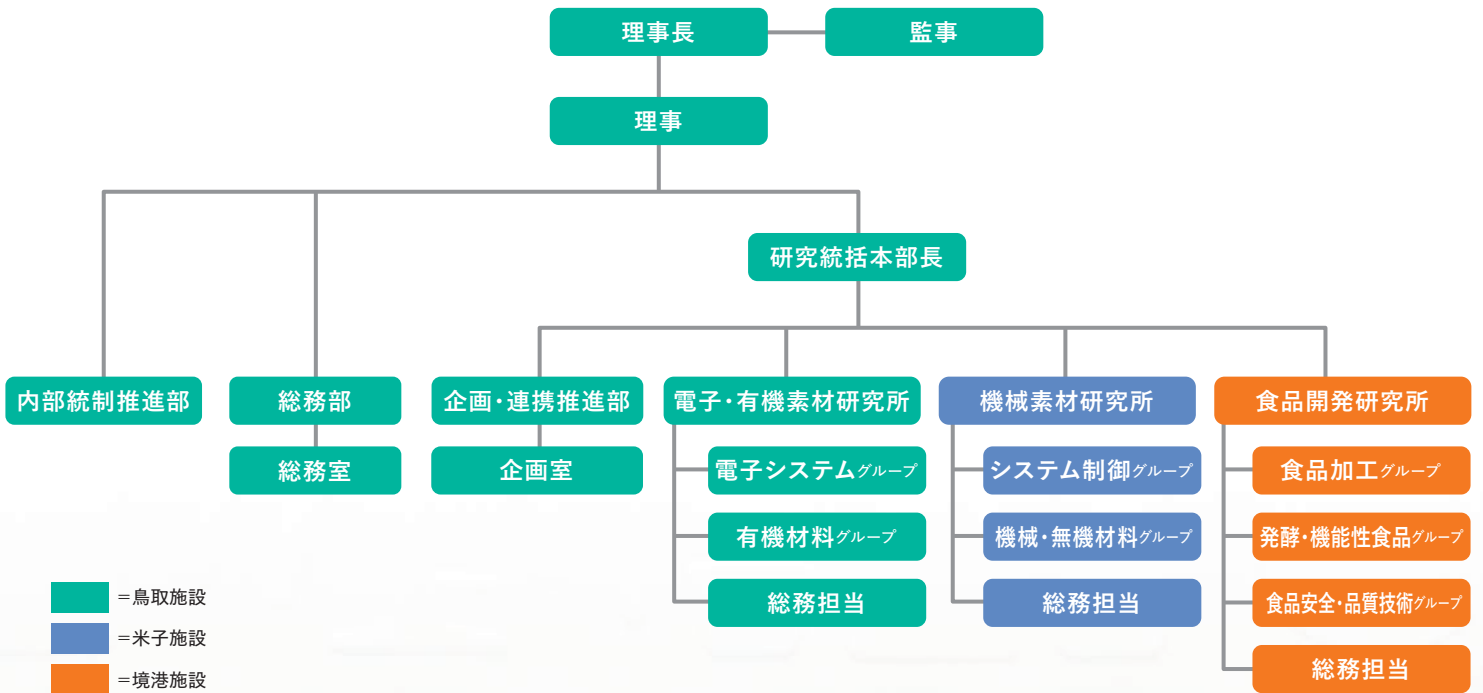 理事長
監事
理事
研究統括本部長
内部統制推進部
総務部
企画・連携推進部
電子・有機素材研究所
機械素材研究所
食品開発研究所
総務室
企画室
電子システムグループ
システム制御グループ
食品加工グループ
有機材料グループ
機械・無機材料グループ
発酵・機能性食品グループ
総務担当
総務担当
食品安全・品質技術グループ
総務担当
=鳥取施設
=米子施設
=境港施設